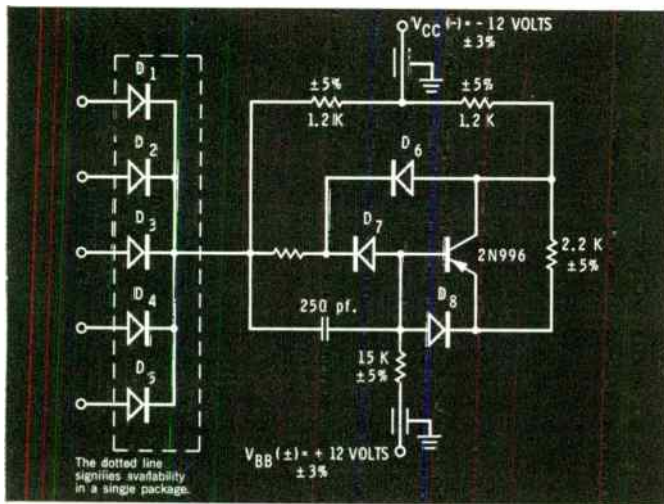 VCC (-) = - 12 VOLTS
±3%
D1
±5%
±5%
1.2 K
1.2 K
D2
D6
D3
D7
2N996
2.2 K
±5%
D4
250 pf.
D8
15 K
±5%
D5
The dotted line
signifies availability
in a single package.
VBB (±) = + 12 VOLTS
±3%